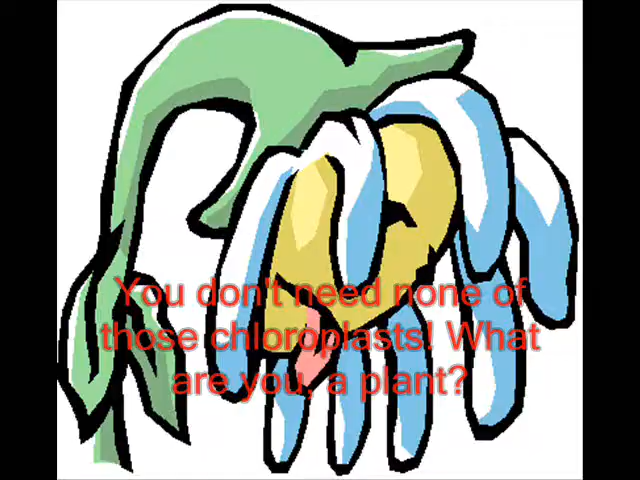 You don't need none of
those chloroplasts! What
are you, a plant?